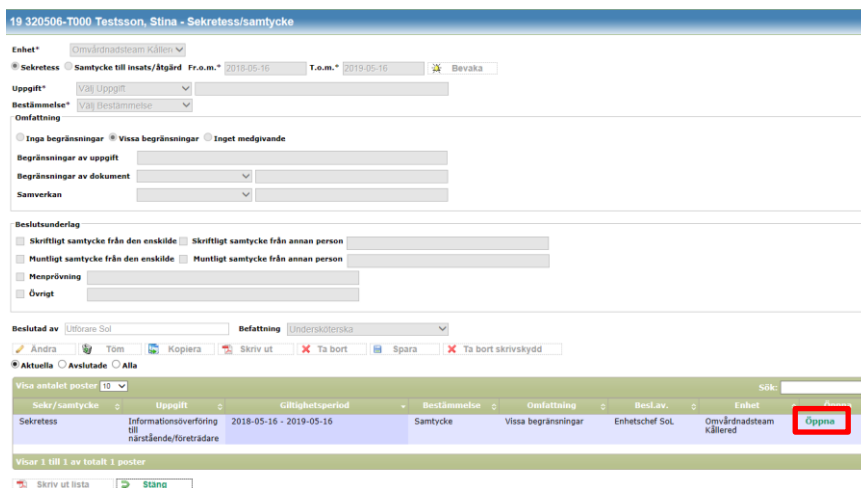 19 320506-T000 Testsson, Stina - Sekretess/samtycke
Enhet* Omvårdnadsteam Kållen
Sekretess Samtycke till insats/åtgärd Fr.o.m.* 2018-05-16 T.o.m.* 2019-05-16 Bevaka
Uppgift* Välj Uppgift
Bestämmelse* Välj Bestämmelse
Omfattning
Inga begränsningar Vissa begränsningar Inget medgivande
Begränsningar av uppgift
Begränsningar av dokument
Samverkan
Beslutsunderlag
Skriftligt samtycke från den enskilde Skriftligt samtycke från annan person
Muntligt samtycke från den enskilde Muntligt samtycke från annan person
Menprövning
Övrigt
Beslutad av Utförare Sol Befattning Undersköterska
Ändra Töm Kopiera Skriv ut Ta bort Spara Ta bort skrivskydd
Aktuella Avslutade Alla
Visa antalet poster 10 Sök:
Sekr/samtycke Uppgift Giltighetsperiod Bestämmelse Omfattning Besl.av. Enhet Öppna
Sekretess Informationsöverföring till närstående/företrädare 2018-05-16 - 2019-05-16 Samtycke Vissa begränsningar Enhetschef SoL Omvårdnadsteam Kållered Öppna
Visar 1 till 1 av totalt 1 poster
Skriv ut lista Stäng